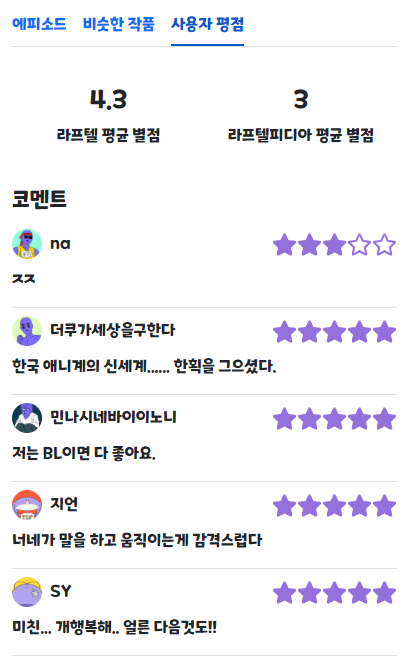 에피소드 비슷한 작품 사용자 평점
4.3 3
라프텔 평균 별점 라프텔피디아 평균 별점
코멘트
na
ㅈㅈ
더쿠가세상을구한다
한국 애니계의 신세계...... 한획을 그으셨다.
민나시네바이이노니
저는 BL이면 다 좋아요.
지언
너네가 말을 하고 움직이는게 감격스럽다
SY
미친... 개행복해.. 얼른 다음것도!!